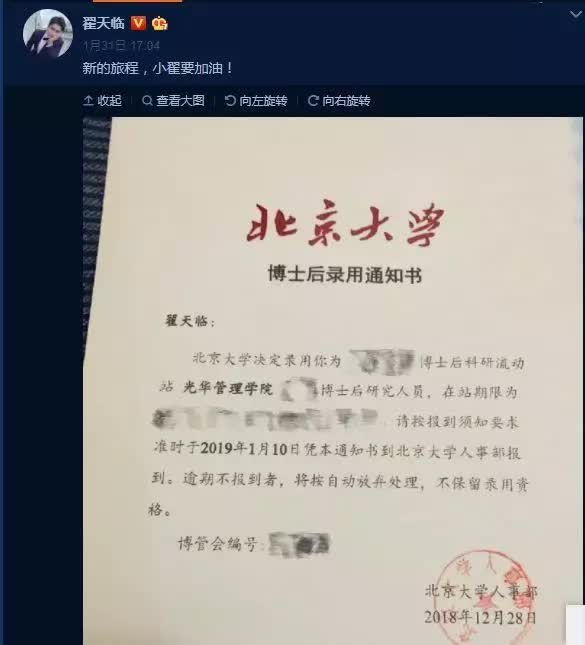 翟天临
1月31日 17:04
新的旅程，小翟要加油！
收起 查看大图 向左旋转 向右旋转
北京大学
博士后录用通知书
翟天临：
北京大学决定录用你为 博士后科研流动
站 光华管理学院 博士后研究人员，在站期限为
请按报到须知要求
准时于2019年1月10日凭本通知书到北京大学人事部报
到。逾期不报到者，将按自动放弃处理，不保留录用资
格。
博管会编号：
北京大学人事部
2018年12月28日